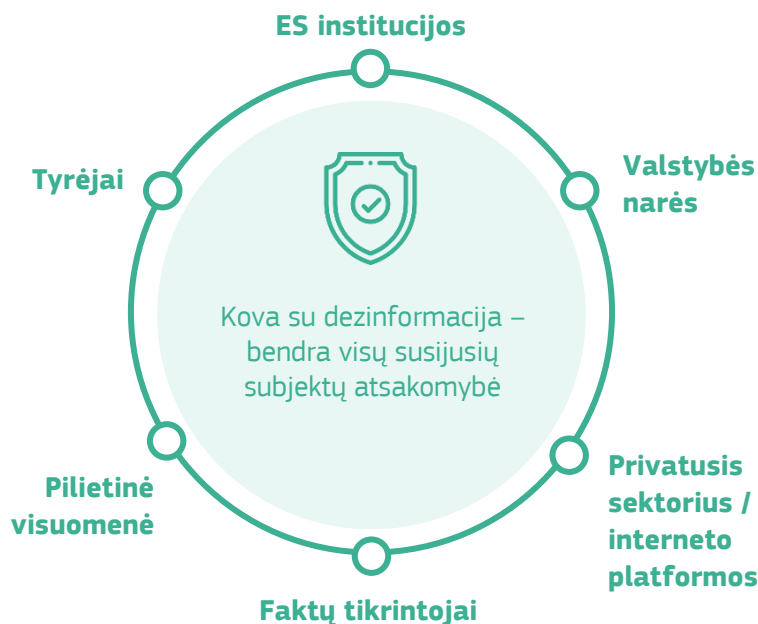 ES institucijos
Tyrėjai
Valstybės
narės
Kova su dezinformacija –
bendra visų susijusių
subjektų atsakomybė
Pilietinė
visuomenė
Privatusis
sektorius /
interneto
platformos
Faktų tikrintojai